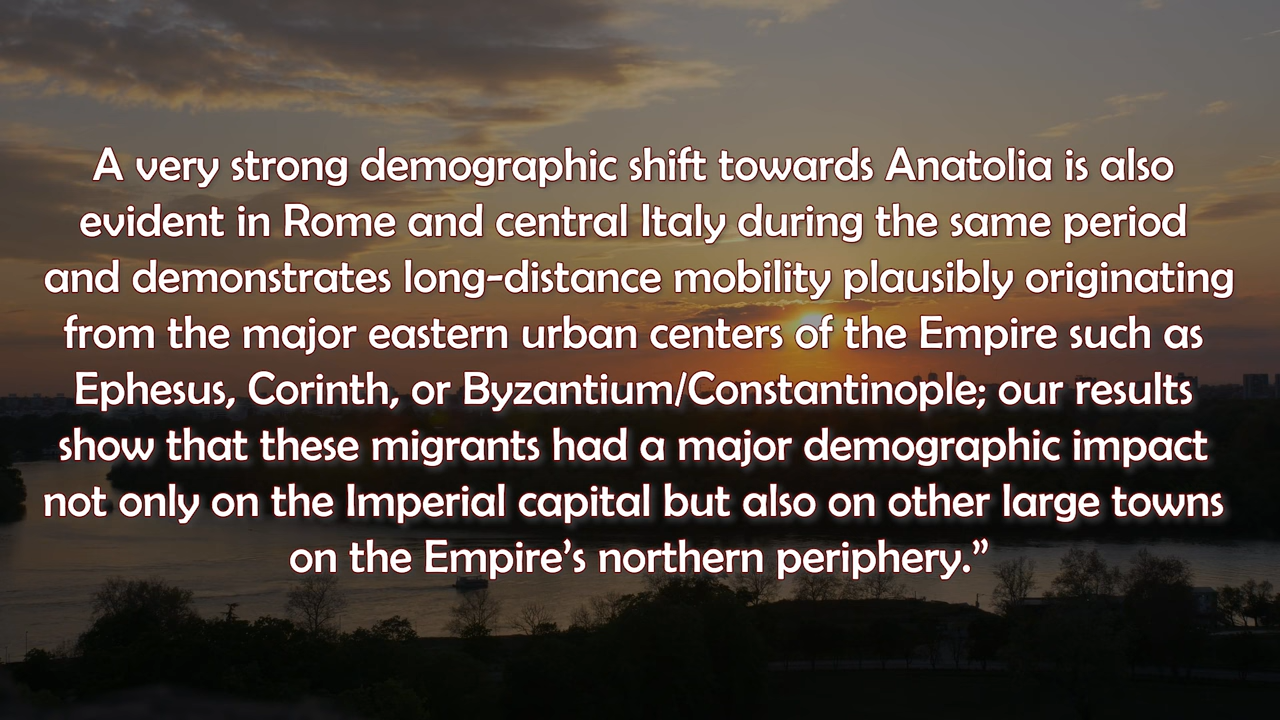 A very strong demographic shift towards Anatolia is also
evident in Rome and central Italy during the same period
and demonstrates long-distance mobility plausibly originating
from the major eastern urban centers of the Empire such as
Ephesus, Corinth, or Byzantium/Constantinople; our results
show that these migrants had a major demographic impact
not only on the Imperial capital but also on other large towns
on the Empire’s northern periphery.”